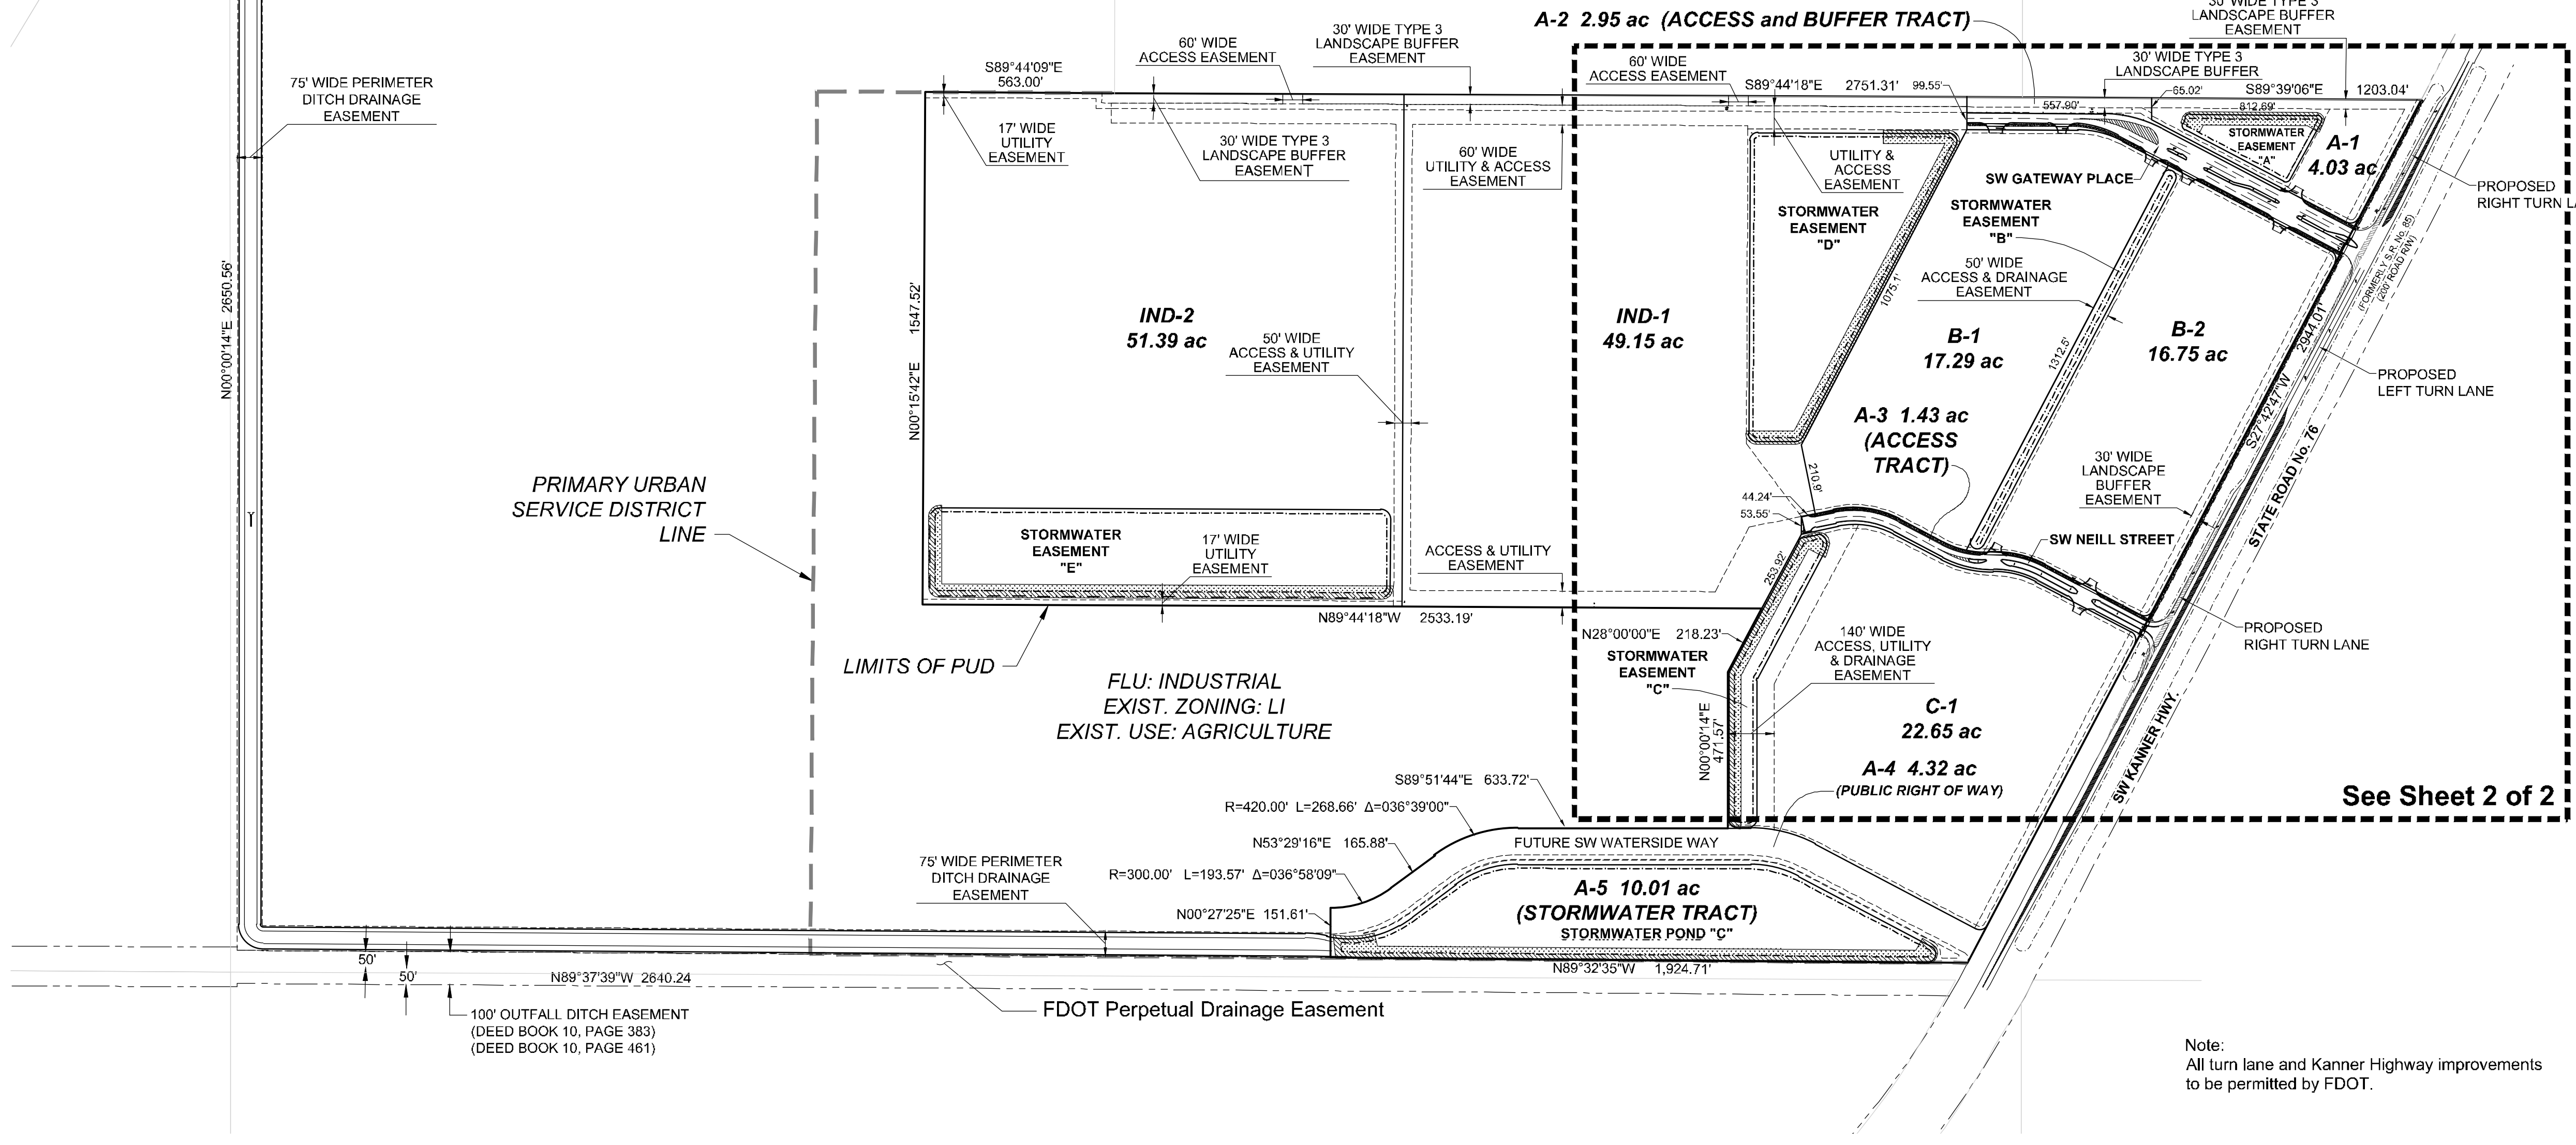 A-2 2.95 ac (ACCESS and BUFFER TRACT)
30' WIDE TYPE 3
LANDSCAPE BUFFER
EASEMENT
75' WIDE PERIMETER
DITCH DRAINAGE
EASEMENT
S89°44'09"E
563.00'
60' WIDE
ACCESS EASEMENT
30' WIDE TYPE 3
LANDSCAPE BUFFER
EASEMENT
60' WIDE
ACCESS EASEMENT
S89°44'18"E 2751.31'
99.55'
30' WIDE TYPE 3
LANDSCAPE BUFFER
557.90'
65.02'
S89°39'06"E 1203.04'
812.69'
17' WIDE
UTILITY
EASEMENT
30' WIDE TYPE 3
LANDSCAPE BUFFER
EASEMENT
60' WIDE
UTILITY & ACCESS
EASEMENT
UTILITY &
ACCESS
EASEMENT
STORMWATER
EASEMENT
"A"
A-1
4.03 ac
SW GATEWAY PLACE
PROPOSED
RIGHT TURN LA
STORMWATER
EASEMENT
"D"
STORMWATER
EASEMENT
"B"
50' WIDE
ACCESS & DRAINAGE
EASEMENT
(FORMERLY S.R. No. 85)
(200' ROAD R/W)
N00°00'14"E 2650.56'
N00°15'42"E 1547.52'
IND-2
51.39 ac
50' WIDE
ACCESS & UTILITY
EASEMENT
IND-1
49.15 ac
1075.1'
B-1
17.29 ac
1312.5'
B-2
16.75 ac
S27°42'47"W 2944.01'
PROPOSED
LEFT TURN LANE
A-3 1.43 ac
(ACCESS
TRACT)
30' WIDE
LANDSCAPE
BUFFER
EASEMENT
STATE ROAD No. 76
210.9'
44.24'
53.55'
PRIMARY URBAN
SERVICE DISTRICT
LINE
STORMWATER
EASEMENT
"E"
17' WIDE
UTILITY
EASEMENT
ACCESS & UTILITY
EASEMENT
253.92'
SW NEILL STREET
N89°44'18"W 2533.19'
N28°00'00"E 218.23'
PROPOSED
RIGHT TURN LANE
LIMITS OF PUD
FLU: INDUSTRIAL
EXIST. ZONING: LI
EXIST. USE: AGRICULTURE
STORMWATER
EASEMENT
"C"
140' WIDE
ACCESS, UTILITY
& DRAINAGE
EASEMENT
N00°00'14"E
471.57'
C-1
22.65 ac
A-4 4.32 ac
(PUBLIC RIGHT OF WAY)
SW KANNER HWY.
See Sheet 2 of 2
S89°51'44"E 633.72'
R=420.00' L=268.66' Δ=036°39'00"
N53°29'16"E 165.88'
R=300.00' L=193.57' Δ=036°58'09"
N00°27'25"E 151.61'
FUTURE SW WATERSIDE WAY
75' WIDE PERIMETER
DITCH DRAINAGE
EASEMENT
A-5 10.01 ac
(STORMWATER TRACT)
STORMWATER POND "C"
50'
50'
N89°37'39"W 2640.24
N89°32'35"W 1,924.71'
100' OUTFALL DITCH EASEMENT
(DEED BOOK 10, PAGE 383)
(DEED BOOK 10, PAGE 461)
FDOT Perpetual Drainage Easement
Note:
All turn lane and Kanner Highway improvements
to be permitted by FDOT.